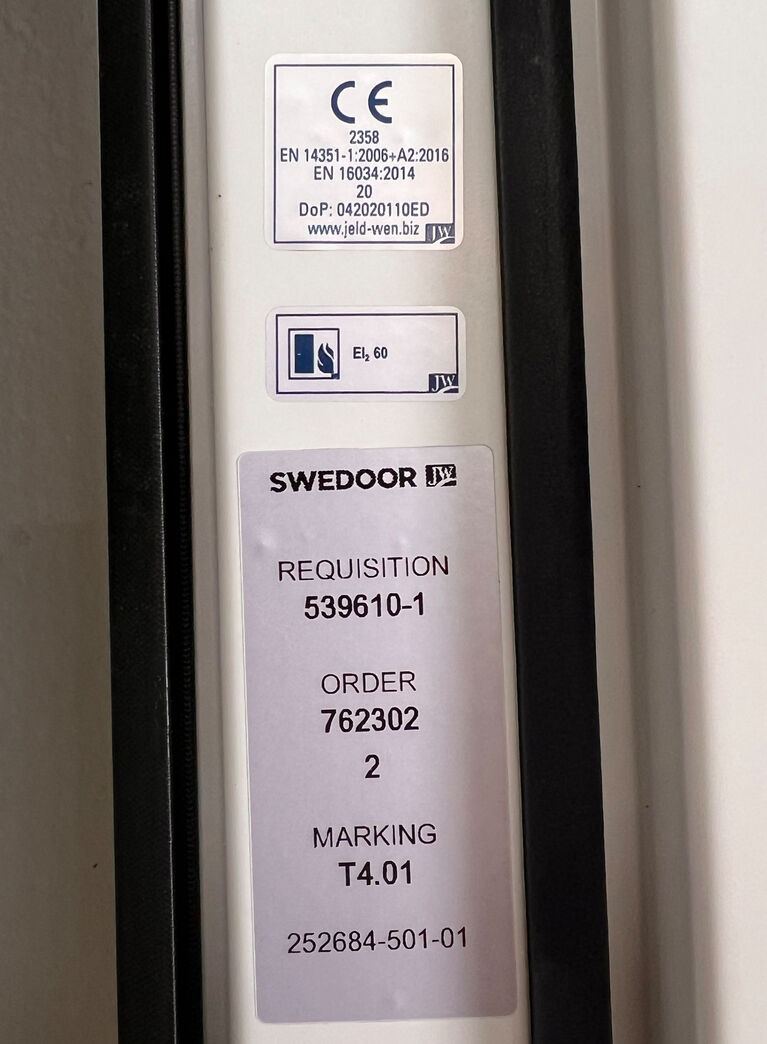 CE
2358
EN 14351-1:2006+A2:2016
EN 16034:2014
20
DoP: 042020110ED
www.jeld-wen.biz JW
EI₂ 60
JW
SWEDOOR JW
REQUISITION
539610-1
ORDER
762302
2
MARKING
T4.01
252684-501-01